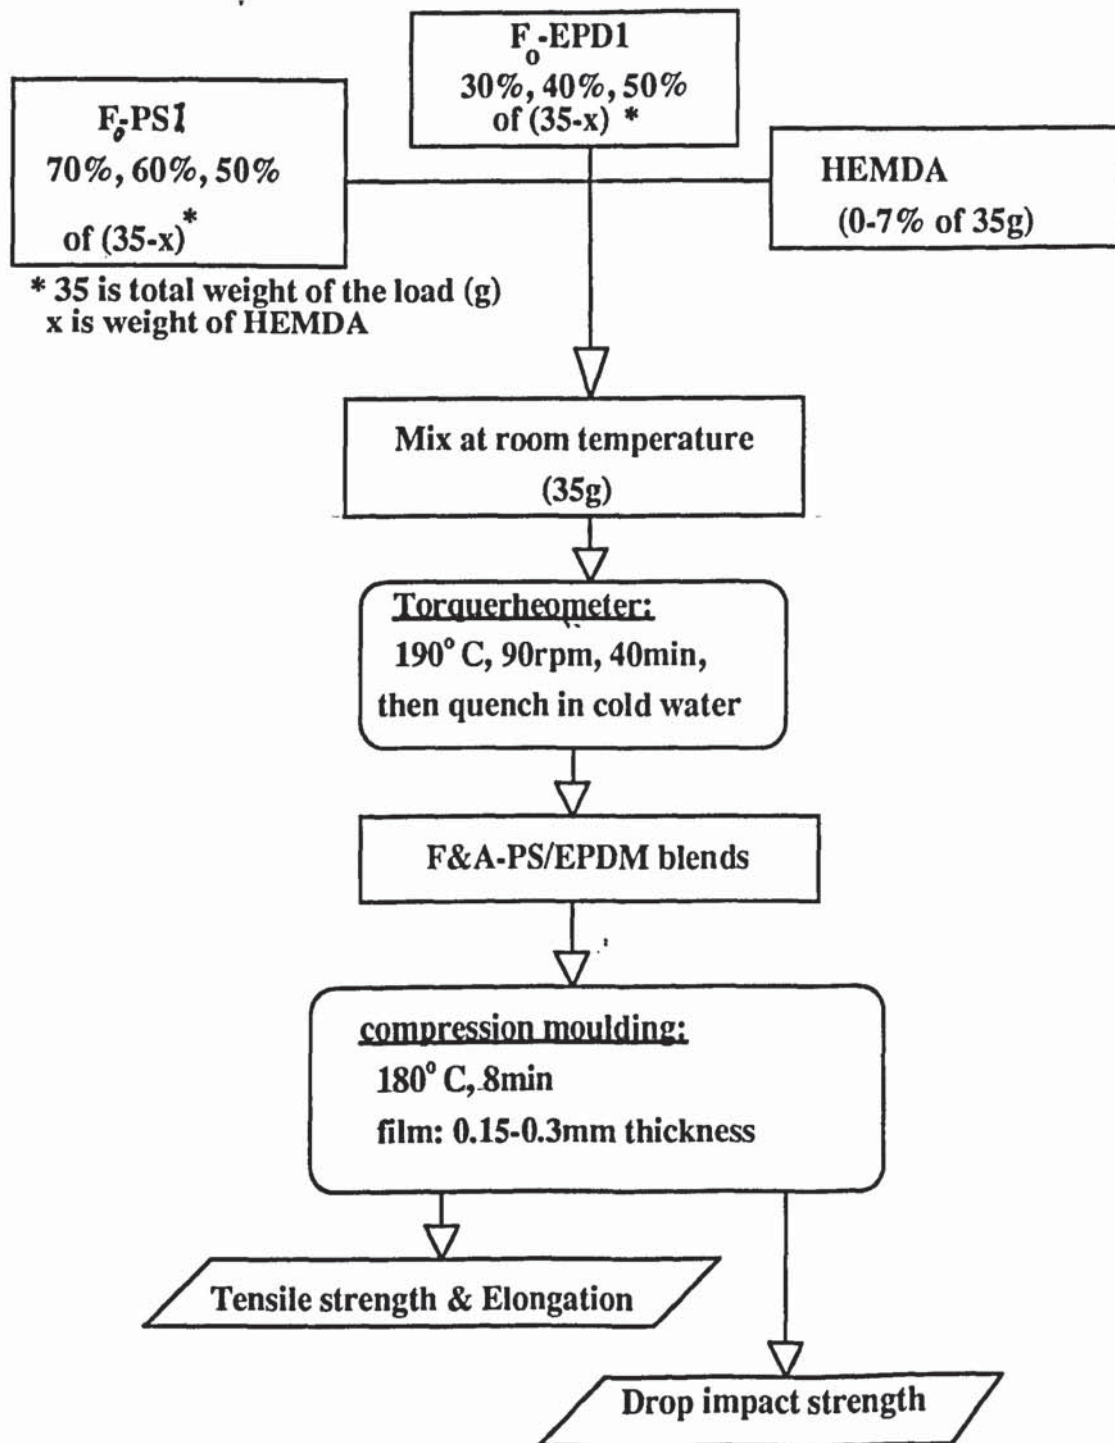 F₀-EPD1
30%, 40%, 50%
of (35-x) *
F₀-PS1
70%, 60%, 50%
of (35-x)*
HEMDA
(0-7% of 35g)
* 35 is total weight of the load (g)
x is weight of HEMDA
Mix at room temperature
(35g)
Torquerheometer:
190° C, 90rpm, 40min,
then quench in cold water
F&A-PS/EPDM blends
compression moulding:
180° C, 8min
film: 0.15-0.3mm thickness
Tensile strength & Elongation
Drop impact strength